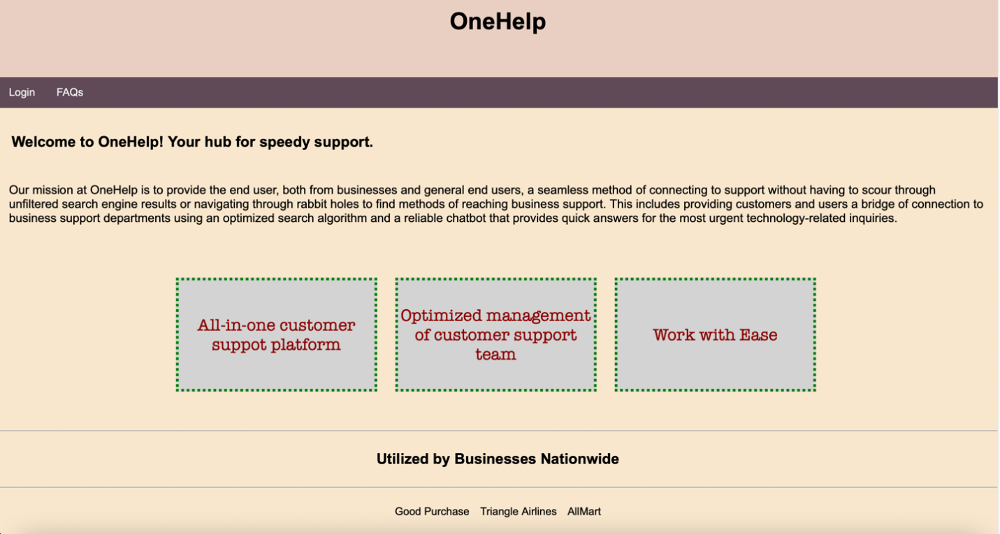 OneHelp
Login FAQs
Welcome to OneHelp! Your hub for speedy support.
Our mission at OneHelp is to provide the end user, both from businesses and general end users, a seamless method of connecting to support without having to scour through
unfiltered search engine results or navigating through rabbit holes to find methods of reaching business support. This includes providing customers and users a bridge of connection to
business support departments using an optimized search algorithm and a reliable chatbot that provides quick answers for the most urgent technology-related inquiries.
All-in-one customer
suppot platform
Optimized management
of customer support
team
Work with Ease
Utilized by Businesses Nationwide
Good Purchase Triangle Airlines AllMart